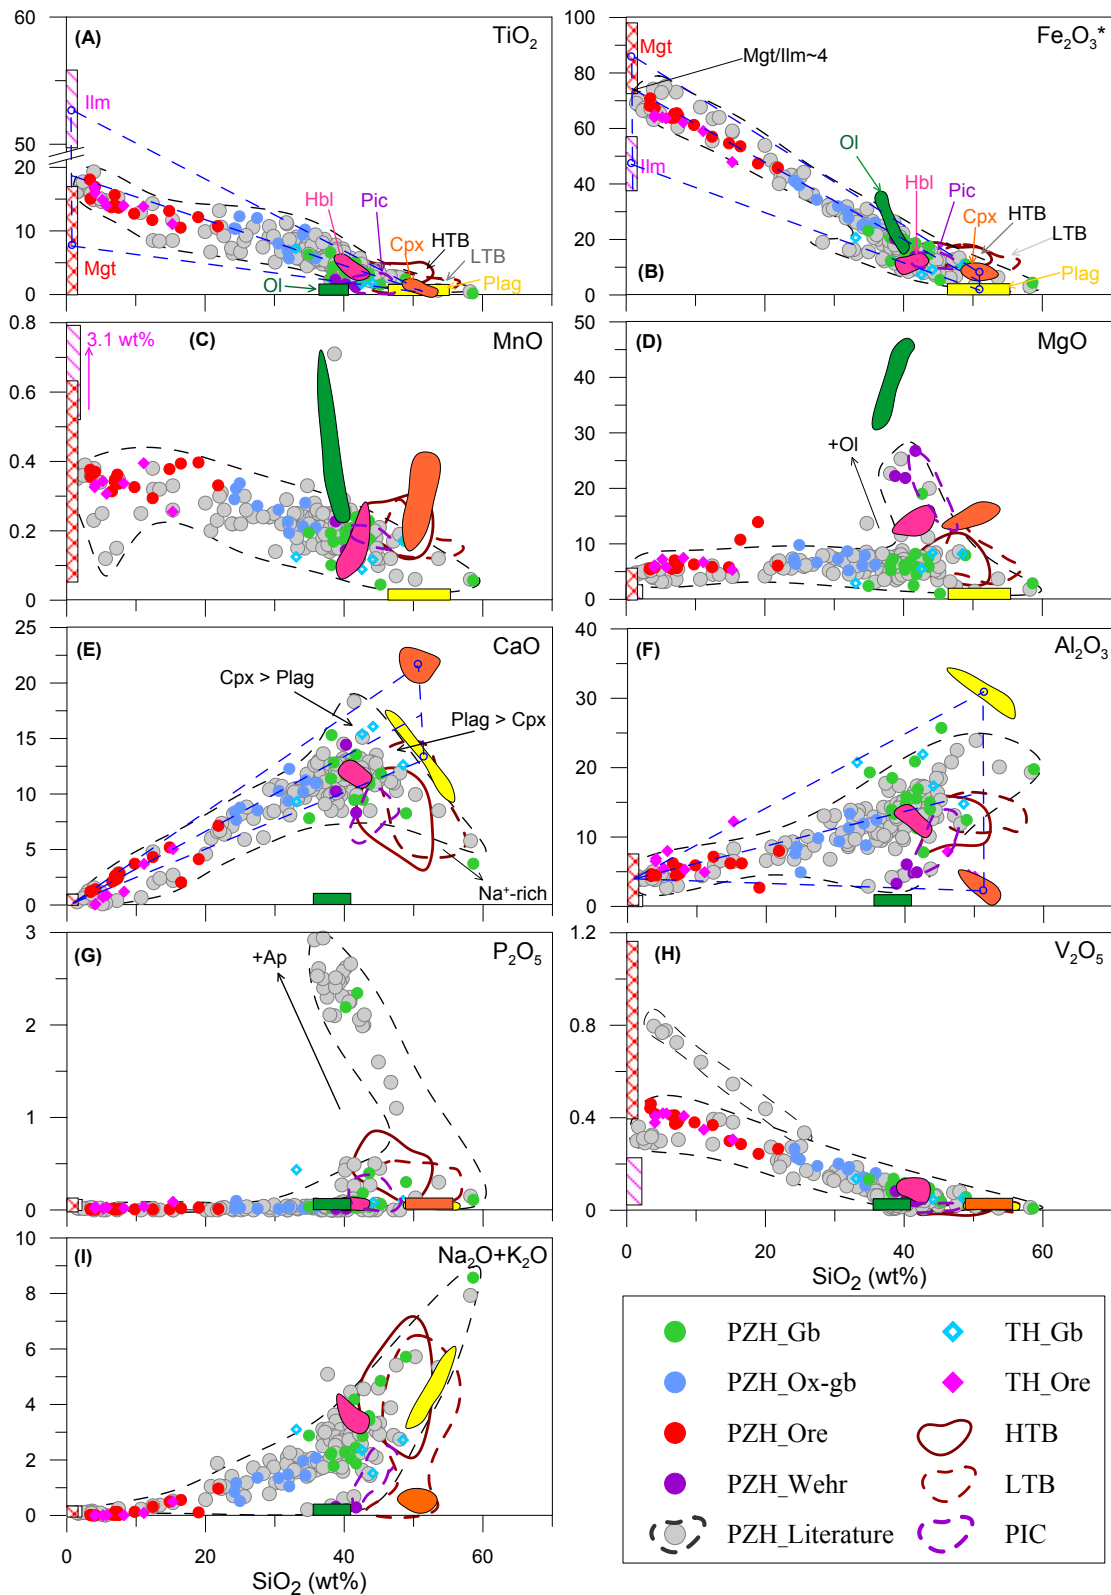 (A) TiO2
60
50
20
10
0
Ilm
Mgt
Hbl
Pic
Cpx
HTB
LTB
Ol
Plag
(B) Fe2O3*
100
80
60
40
20
0
Mgt
Mgt/Ilm~4
Ilm
Ol
Hbl
Pic
Cpx
HTB
LTB
Plag
(C) MnO
0.8
0.6
0.4
0.2
0
3.1 wt%
(D) MgO
50
40
30
20
10
0
+Ol
(E) CaO
25
20
15
10
5
0
Cpx > Plag
Plag > Cpx
Na+-rich
(F) Al2O3
40
30
20
10
0
(G) P2O5
3
2
1
0
+Ap
(H) V2O5
1.2
0.8
0.4
0
0 20 40 60
SiO2 (wt%)
(I) Na2O+K2O
10
8
6
4
2
0
0 20 40 60
SiO2 (wt%)
PZH_Gb TH_Gb
PZH_Ox-gb TH_Ore
PZH_Ore HTB
PZH_Wehr LTB
PZH_Literature PIC